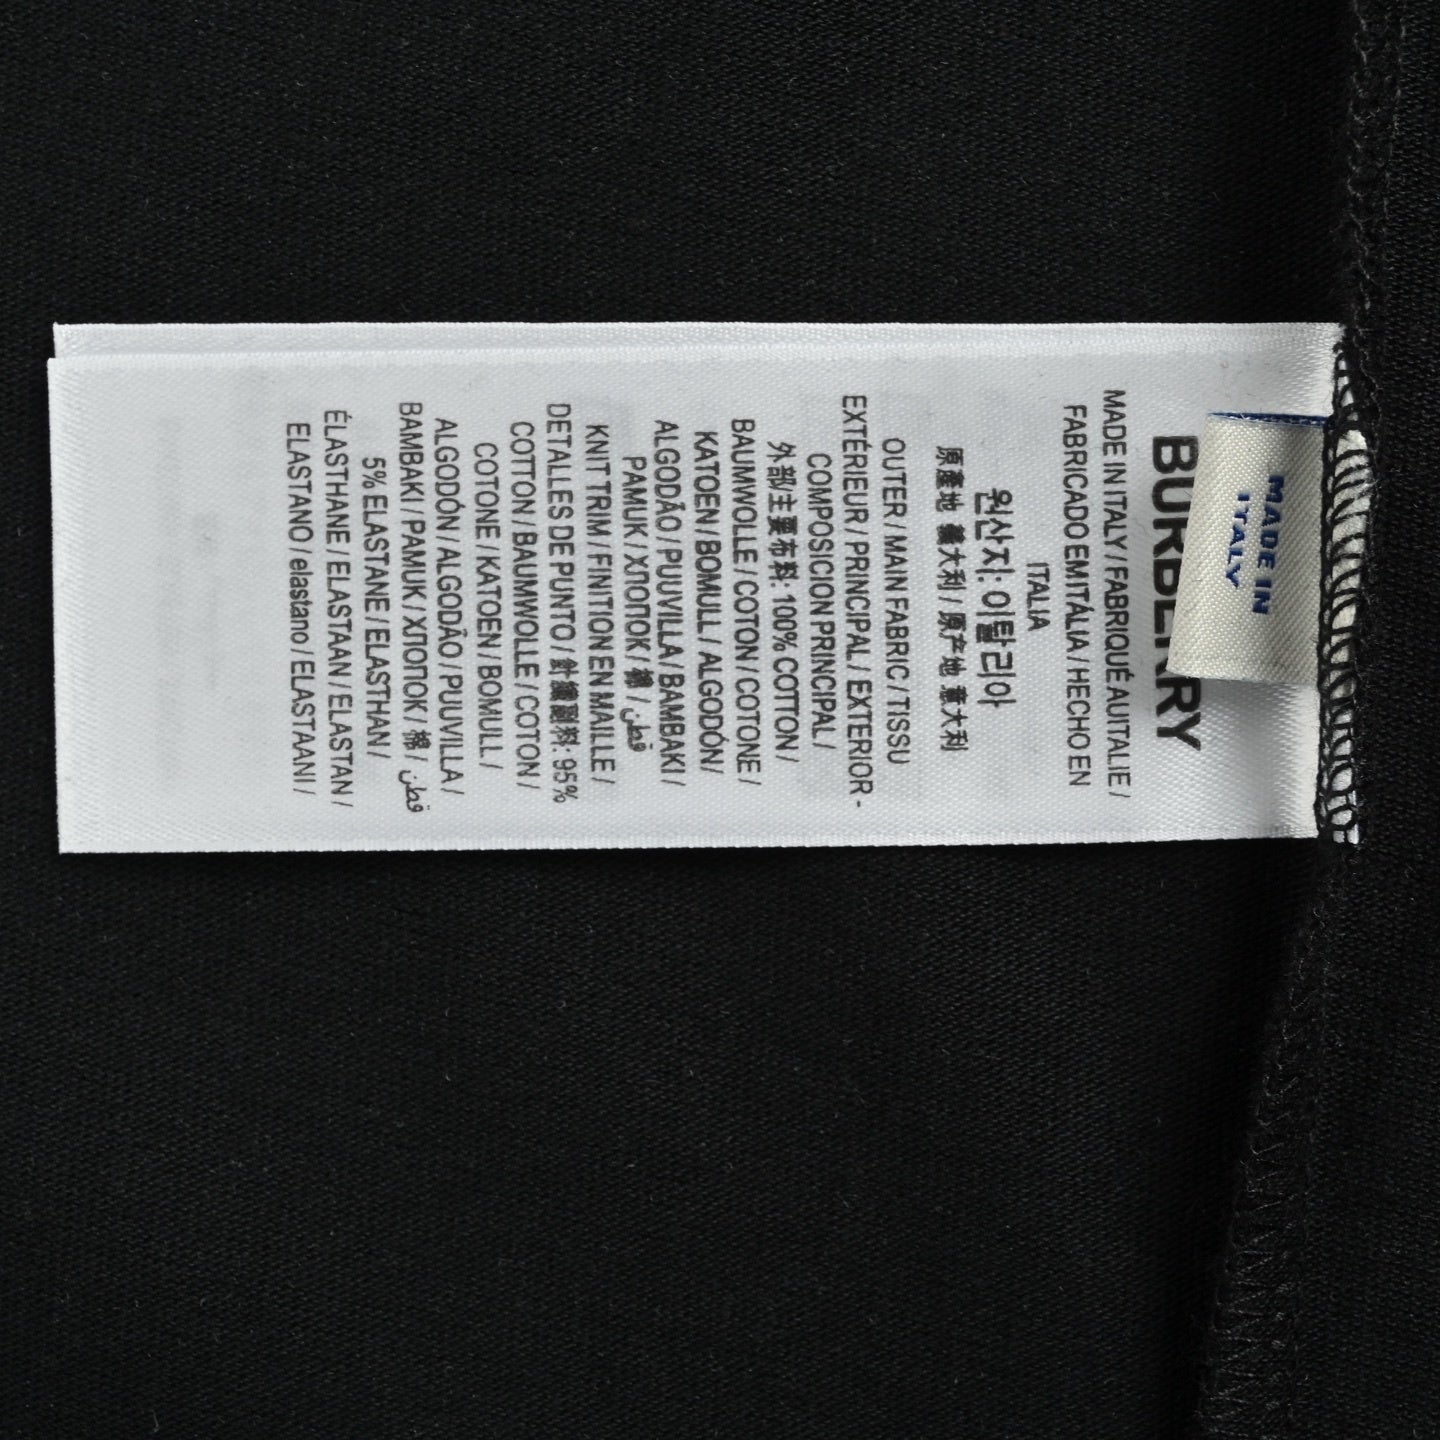 MADE IN
ITALY
BURBERRY
MADE IN ITALY / FABRIQUÉ AU ITALIE /
FABRICADO EM ITÁLIA / HECHO EN
ITALIA
원산지: 이탈리아
原產地 義大利 / 原产地 意大利
OUTER / MAIN FABRIC / TISSU
EXTÉRIEUR / PRINCIPAL / EXTERIOR -
COMPOSICION PRINCIPAL /
外部/主要布料: 100% COTTON /
BAUMWOLLE / COTON / COTONE /
KATOEN / BOMULL / ALGODÓN /
ALGODÃO / PUUVILLA / BAMBAKI /
PAMUK / ХΠΟΠΟΚ / 棉 / قطن
KNIT TRIM / FINITION EN MAILLE /
DETALLES DE PUNTO / 針織副料: 95%
COTTON / BAUMWOLLE / COTON /
COTONE / KATOEN / BOMULL /
ALGODÓN / ALGODÃO / PUUVILLA /
BAMBAKI / PAMUK / ХΠΟΠΟΚ / 棉 / قطن
5% ELASTANE / ELASTHAN /
ÉLASTHANE / ELASTAAN / ELASTAN /
ELASTANO / elastano / ELASTAANI /